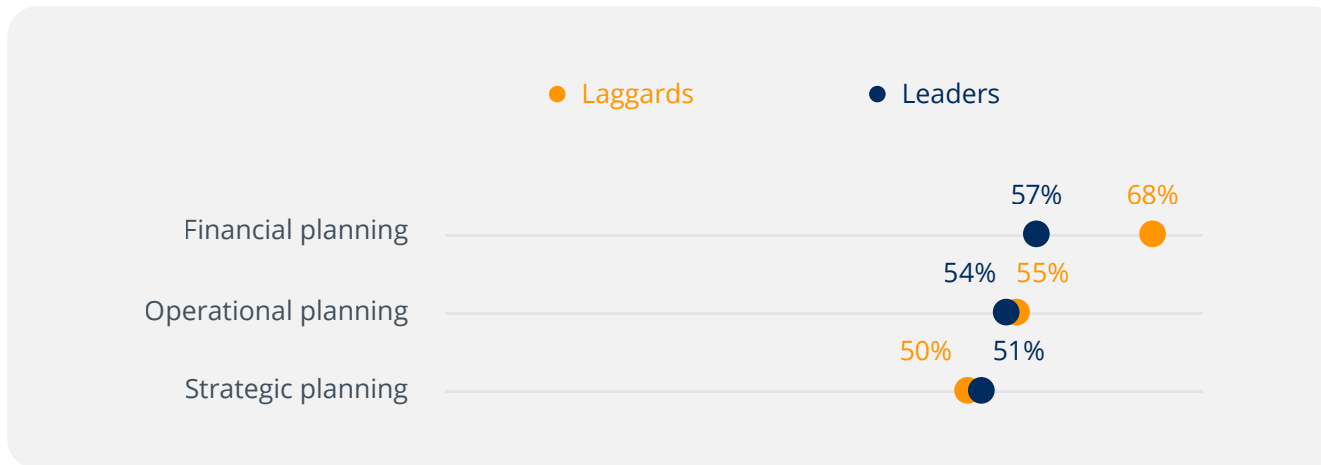 Laggards Leaders
57% 68%
Financial planning
54% 55%
Operational planning
50% 51%
Strategic planning